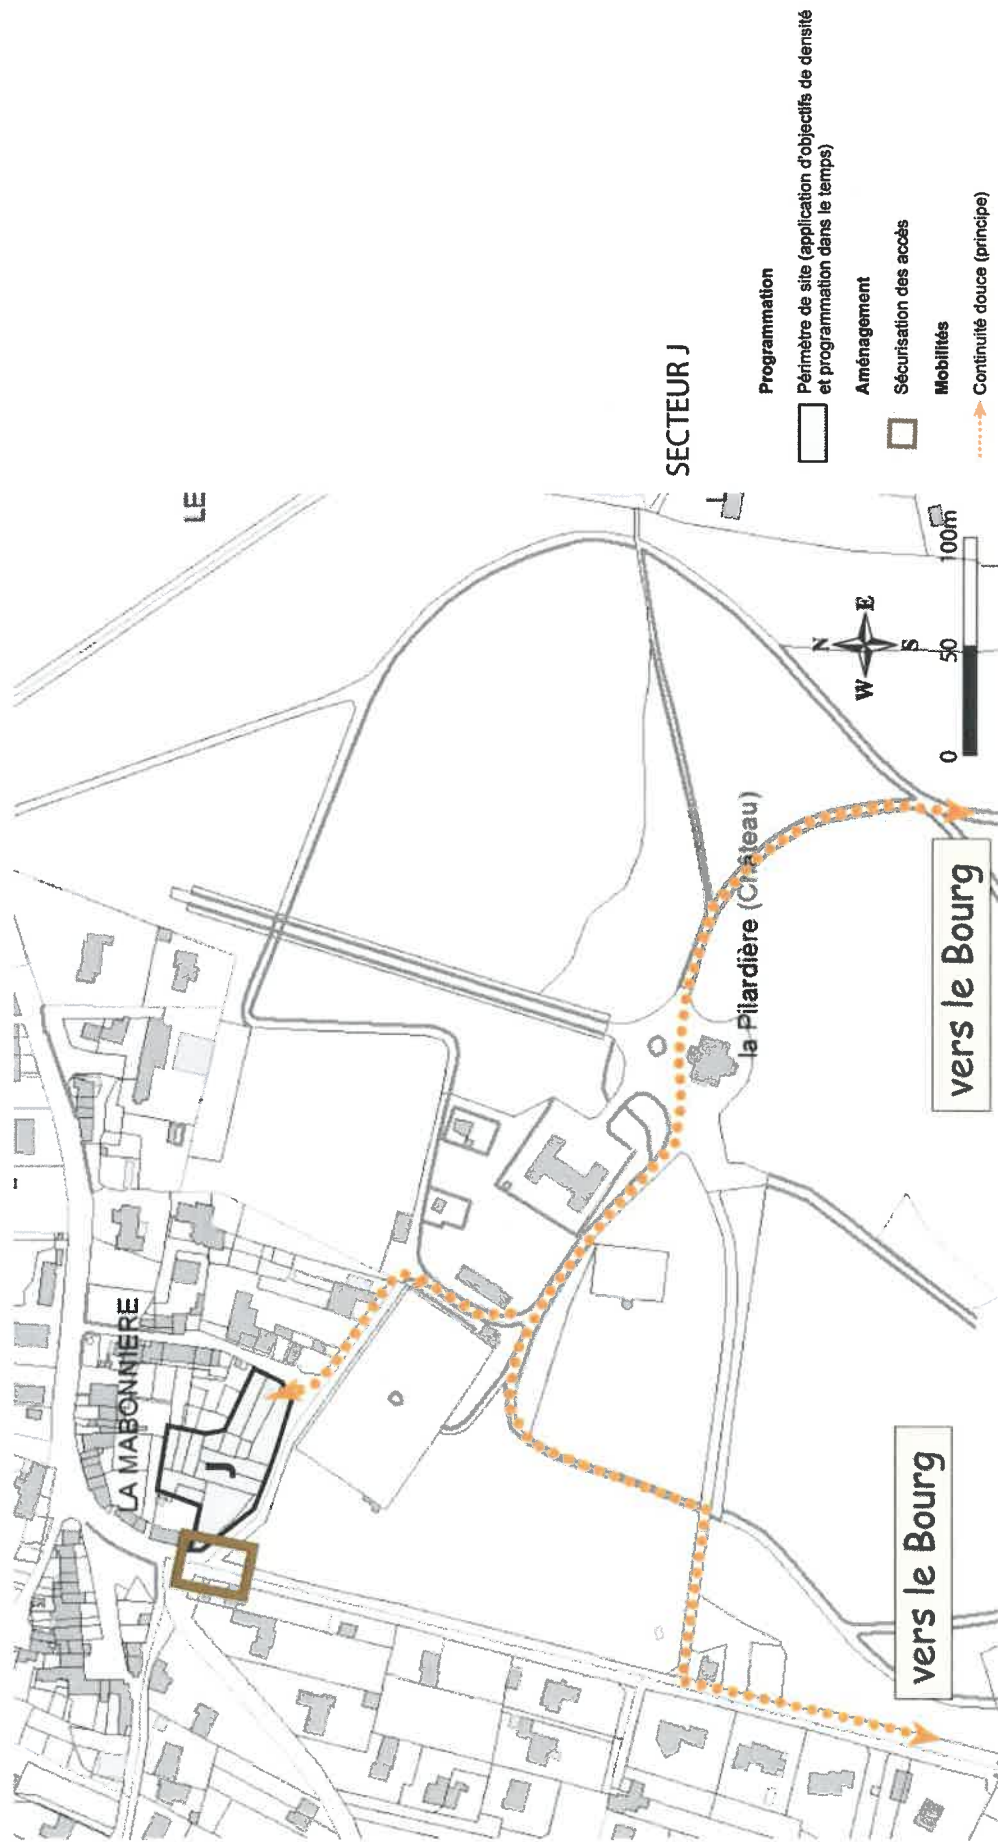 LE
LA MABONNIERE
J
la Pilardière (Château)
L
vers le Bourg
vers le Bourg
N
W
E
S
0
50
100m
SECTEUR J
Programmation
Périmètre de site (application d'objectifs de densité
et programmation dans le temps)
Aménagement
Sécurisation des accès
Mobilités
Continuité douce (principe)